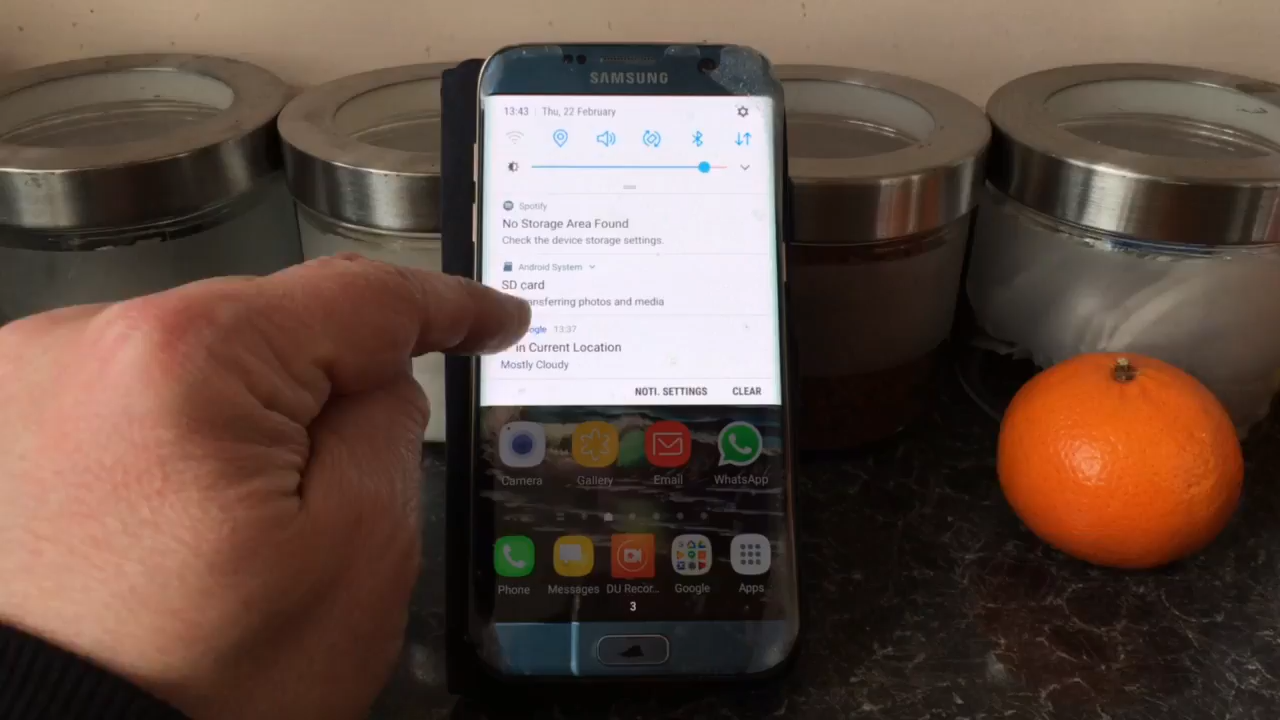 SAMSUNG
13:43 Thu, 22 February
Spotify
No Storage Area Found
Check the device storage settings.
Android System
SD card
transferring photos and media
13:37
in Current Location
Mostly Cloudy
NOTI. SETTINGS CLEAR
Camera Gallery Email WhatsApp
Phone Messages DU Recor... Google Apps
3